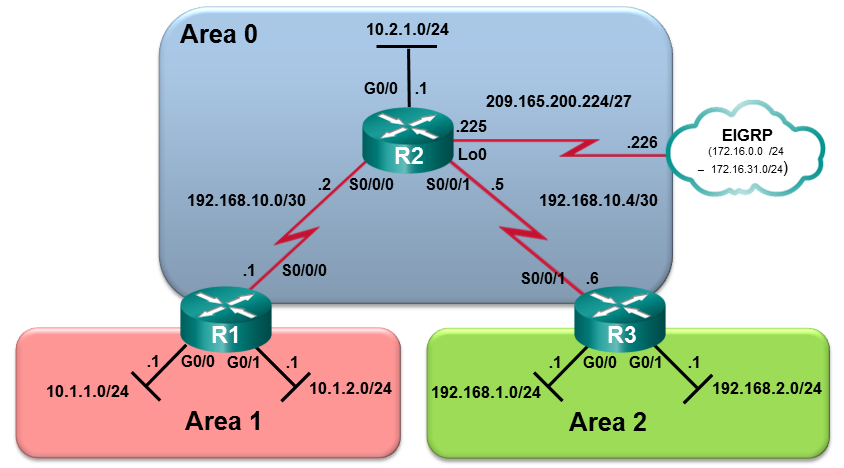 Area 0
10.2.1.0/24
G0/0
.1
209.165.200.224/27
.225
.226
EIGRP
(172.16.0.0 /24
– 172.16.31.0/24)
R2
Lo0
.2
S0/0/0
S0/0/1
.5
192.168.10.0/30
192.168.10.4/30
.1
S0/0/0
S0/0/1
.6
R1
R3
.1
G0/0
G0/1
.1
10.1.1.0/24
10.1.2.0/24
Area 1
.1
G0/0
G0/1
.1
192.168.1.0/24
192.168.2.0/24
Area 2